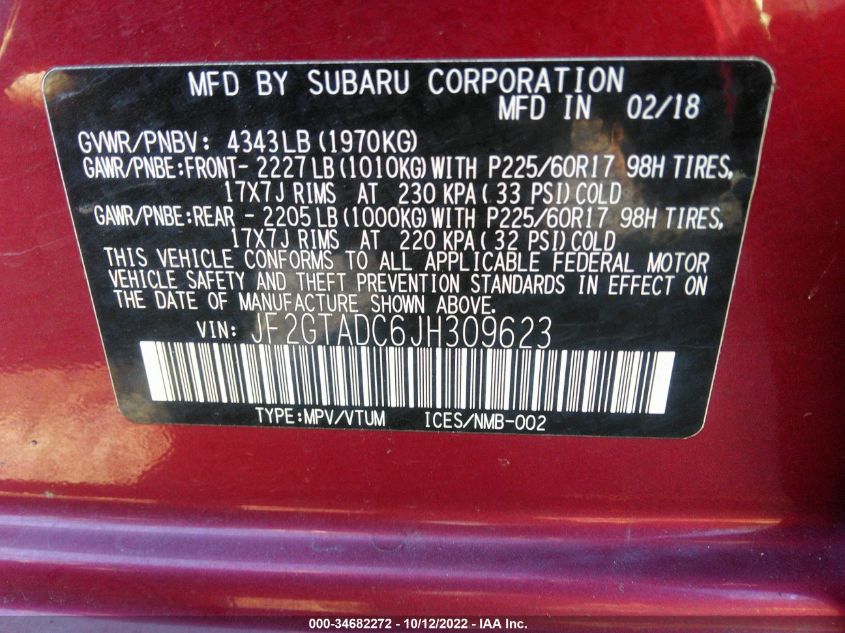 MFD BY SUBARU CORPORATION
MFD IN 02/18
GVWR/PNBV: 4343LB (1970KG)
GAWR/PNBE:FRONT- 2227LB (1010KG)WITH P225/60R17 98H TIRES,
17X7J RIMS AT 230 KPA( 33 PSI)COLD
GAWR/PNBE:REAR - 2205LB (1000KG)WITH P225/60R17 98H TIRES,
17X7J RIMS AT 220 KPA( 32 PSI)COLD
THIS VEHICLE CONFORMS TO ALL APPLICABLE FEDERAL MOTOR
VEHICLE SAFETY AND THEFT PREVENTION STANDARDS IN EFFECT ON
THE DATE OF MANUFACTURE SHOWN ABOVE.
VIN: JF2GTADC6JH309623
TYPE:MPV/VTUM ICES/NMB-002
000-34682272 - 10/12/2022 - IAA Inc.